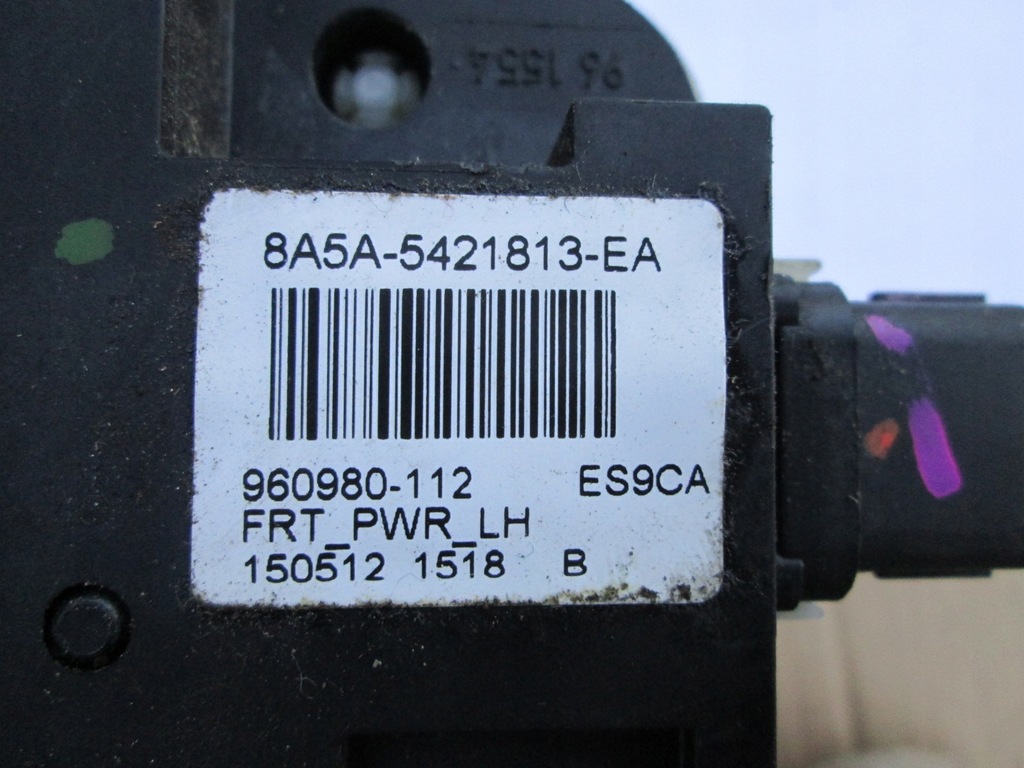 96 1554
8A5A-5421813-EA
960980-112 ES9CA
FRT_PWR_LH
150512 1518 B